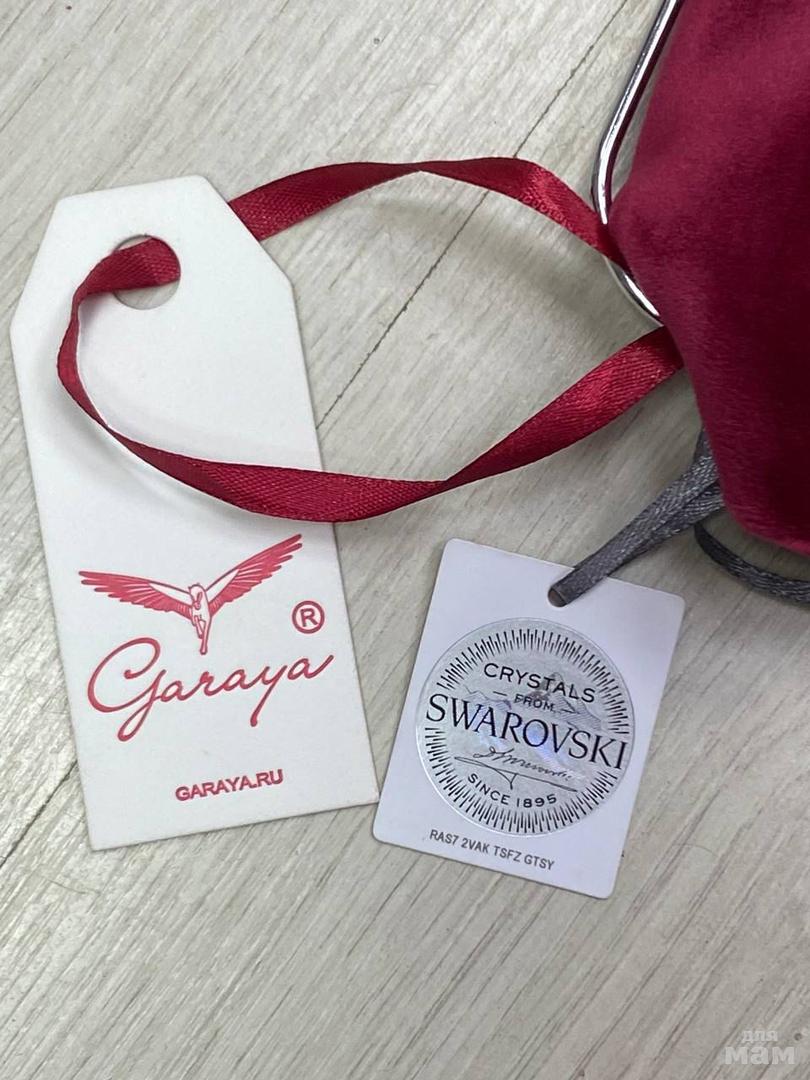 Garaya ®
GARAYA.RU
CRYSTALS
FROM
SWAROVSKI
SINCE 1895
RAS7 2VAK TSFZ GTSY
для
мам